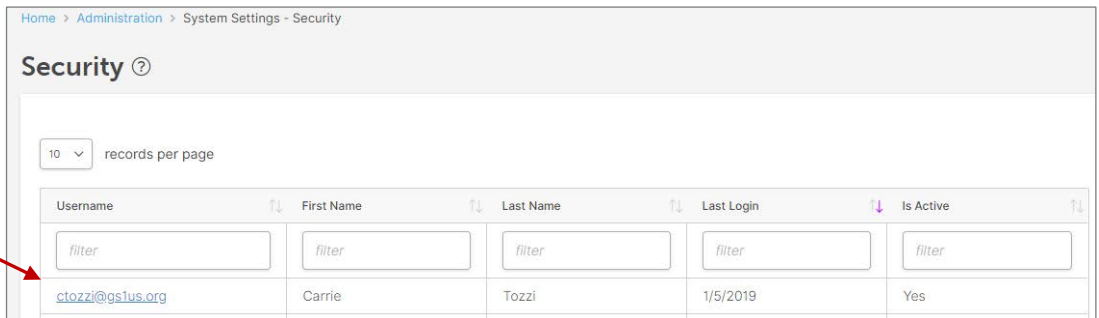 Home > Administration > System Settings - Security
Security ?
10 records per page
Username First Name Last Name Last Login Is Active
filter filter filter filter filter
ctozzi@gs1us.org Carrie Tozzi 1/5/2019 Yes